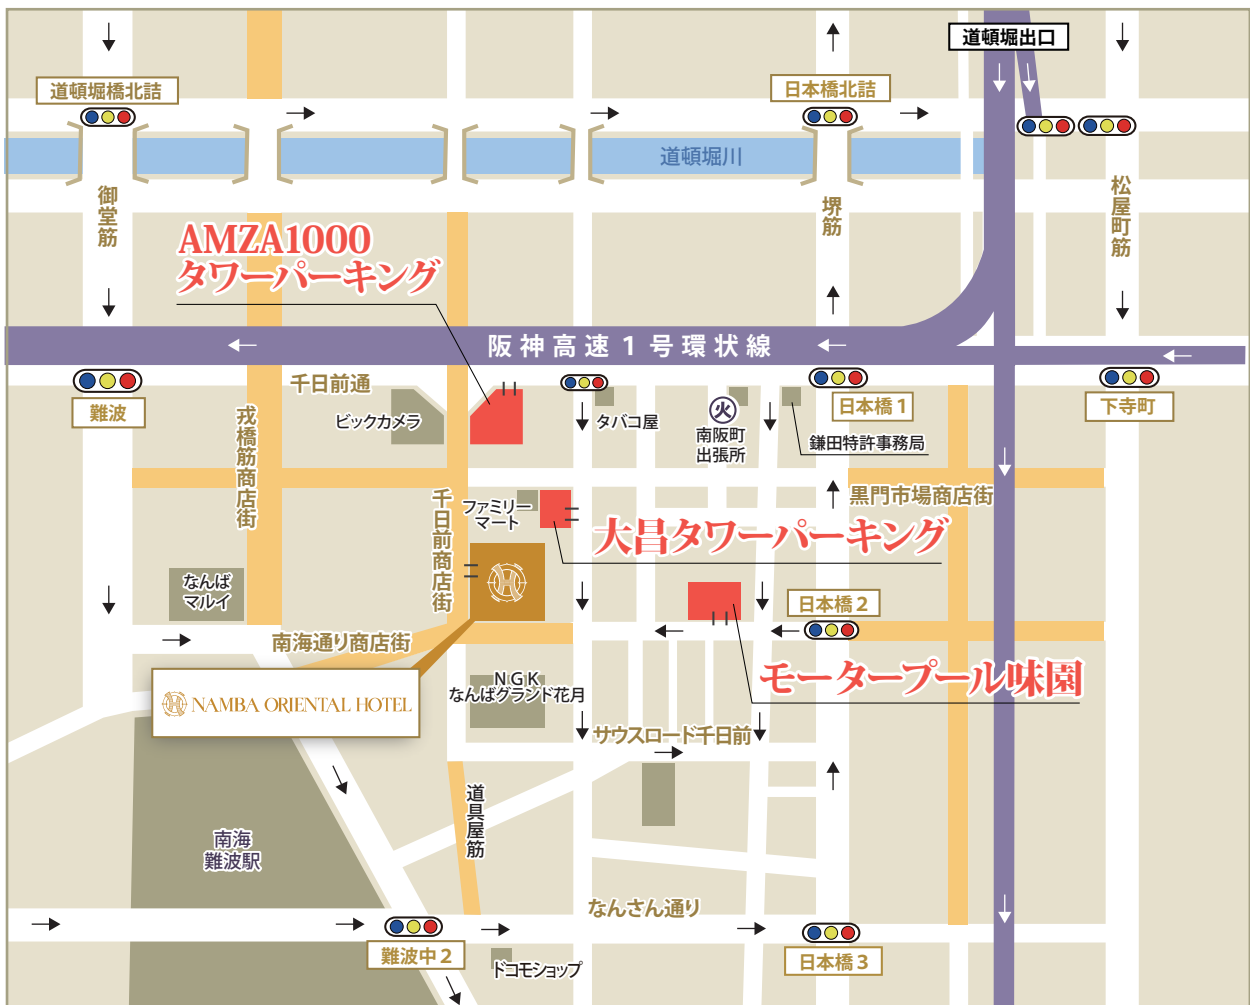 道頓堀出口
道頓堀橋北詰
日本橋北詰
道頓堀川
御堂筋
堺筋
松屋町筋
AMZA1000
タワーパーキング
阪神高速1号環状線
千日前通
難波
日本橋1
下寺町
ビックカメラ
タバコ屋
火
南阪町
出張所
鎌田特許事務局
戎橋筋商店街
千日前商店街
黒門市場商店街
ファミリー
マート
大昌タワーパーキング
なんば
マルイ
日本橋2
南海通り商店街
NAMBA ORIENTAL HOTEL
NGK
なんばグランド花月
モータープール味園
サウスロード千日前
道具屋筋
南海
難波駅
なんさん通り
難波中2
ドコモショップ
日本橋3